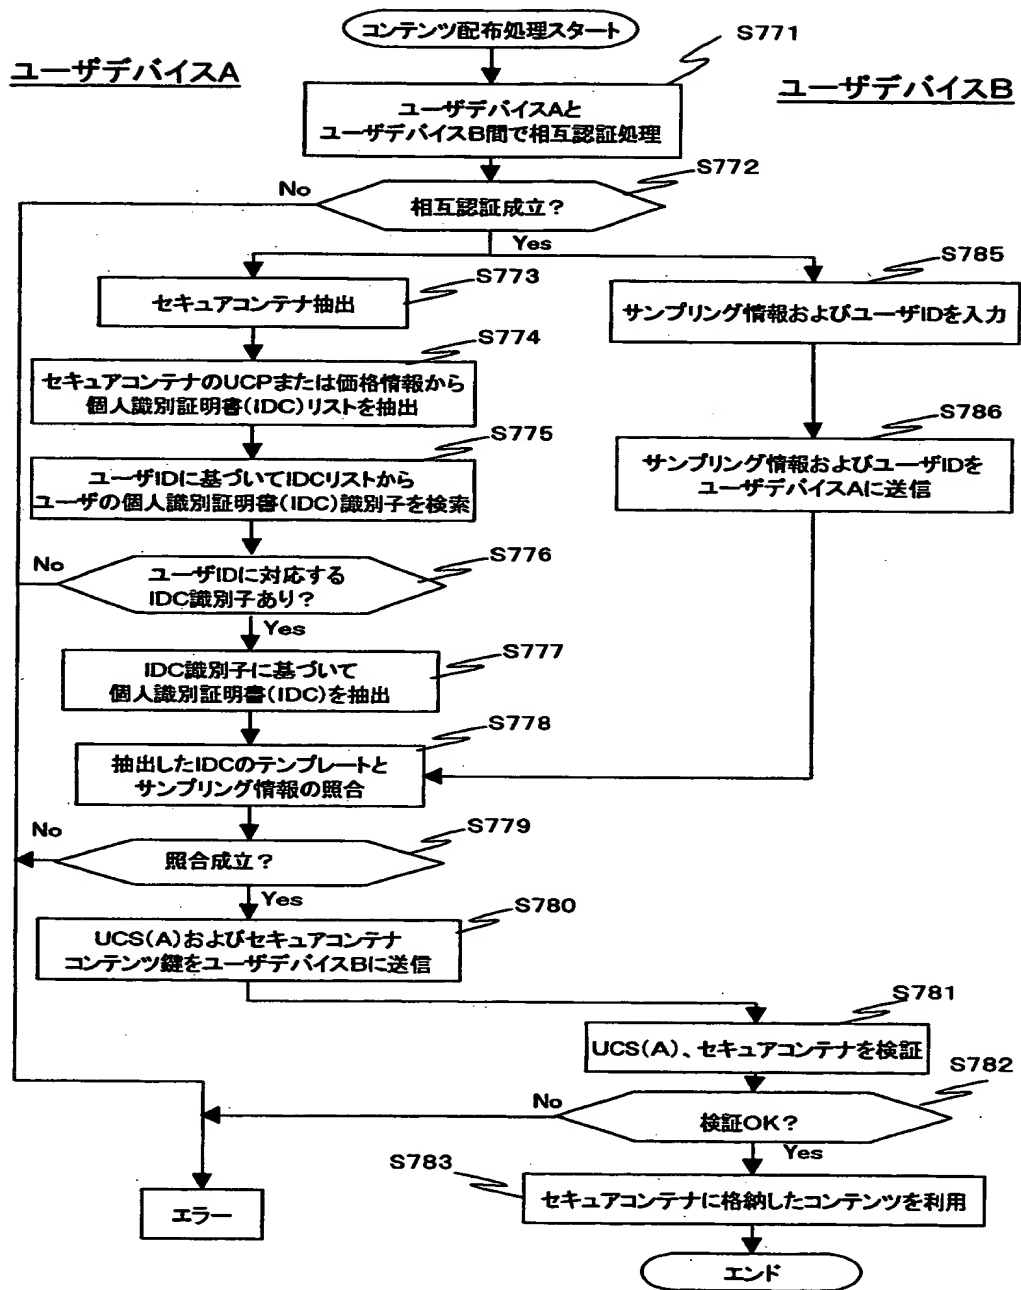 コンテンツ配布処理スタート
S771
ユーザデバイスA
ユーザデバイスB
ユーザデバイスAと
ユーザデバイスB間で相互認証処理
S772
No
相互認証成立?
Yes
S773
S785
セキュアコンテナ抽出
サンプリング情報およびユーザIDを入力
S774
セキュアコンテナのUCPまたは価格情報から
個人識別証明書(IDC)リストを抽出
S775
S786
ユーザIDに基づいてIDCリストから
ユーザの個人識別証明書(IDC)識別子を検索
サンプリング情報およびユーザIDを
ユーザデバイスAに送信
S776
No
ユーザIDに対応する
IDC識別子あり?
Yes
S777
IDC識別子に基づいて
個人識別証明書(IDC)を抽出
S778
抽出したIDCのテンプレートと
サンプリング情報の照合
S779
No
照合成立?
Yes
S780
UCS(A)およびセキュアコンテナ
コンテンツ鍵をユーザデバイスBに送信
S781
UCS(A)、セキュアコンテナを検証
S782
No
検証OK?
Yes
S783
セキュアコンテナに格納したコンテンツを利用
エラー
エンド